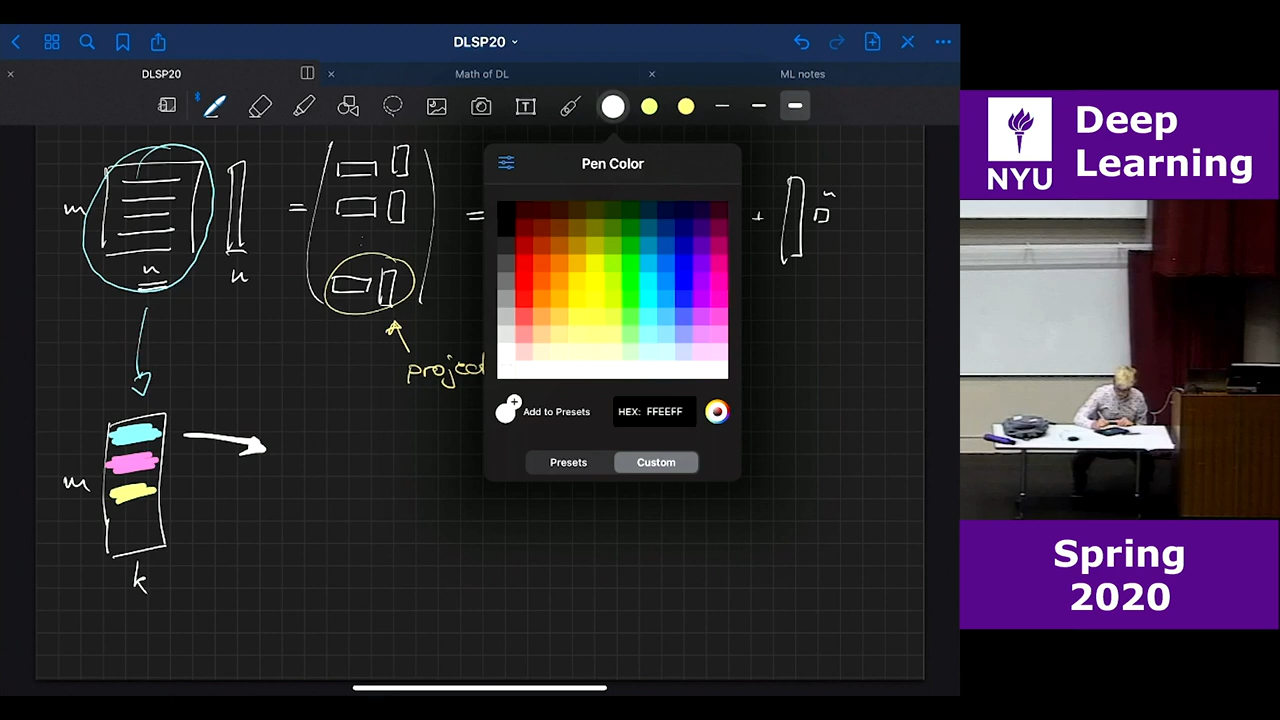 DLSP20
DLSP20
Math of DL
ML notes
T
Pen Color
Add to Presets
HEX: FFEEFF
Presets
Custom
m
n
n
=
=
+
n
project
m
k
NYU
Deep
Learning
Spring
2020